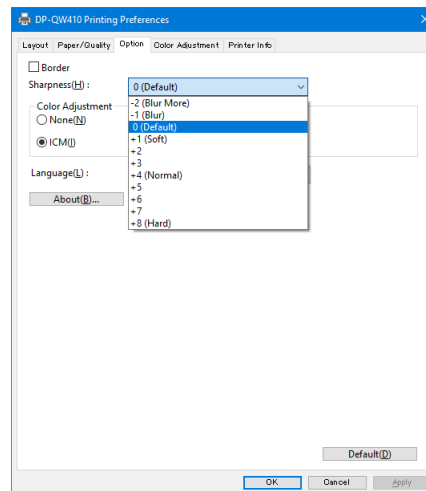 DP-QW410 Printing Preferences
Layout Paper/Quality Option Color Adjustment Printer Info
Border
Sharpness(H) : 0 (Default)
-2 (Blur More)
-1 (Blur)
0 (Default)
+1 (Soft)
+2
+3
+4 (Normal)
+5
+6
+7
+8 (Hard)
Color Adjustment
None(N)
ICM(I)
Language(L) :
About(B)...
Default(D)
OK Cancel Apply